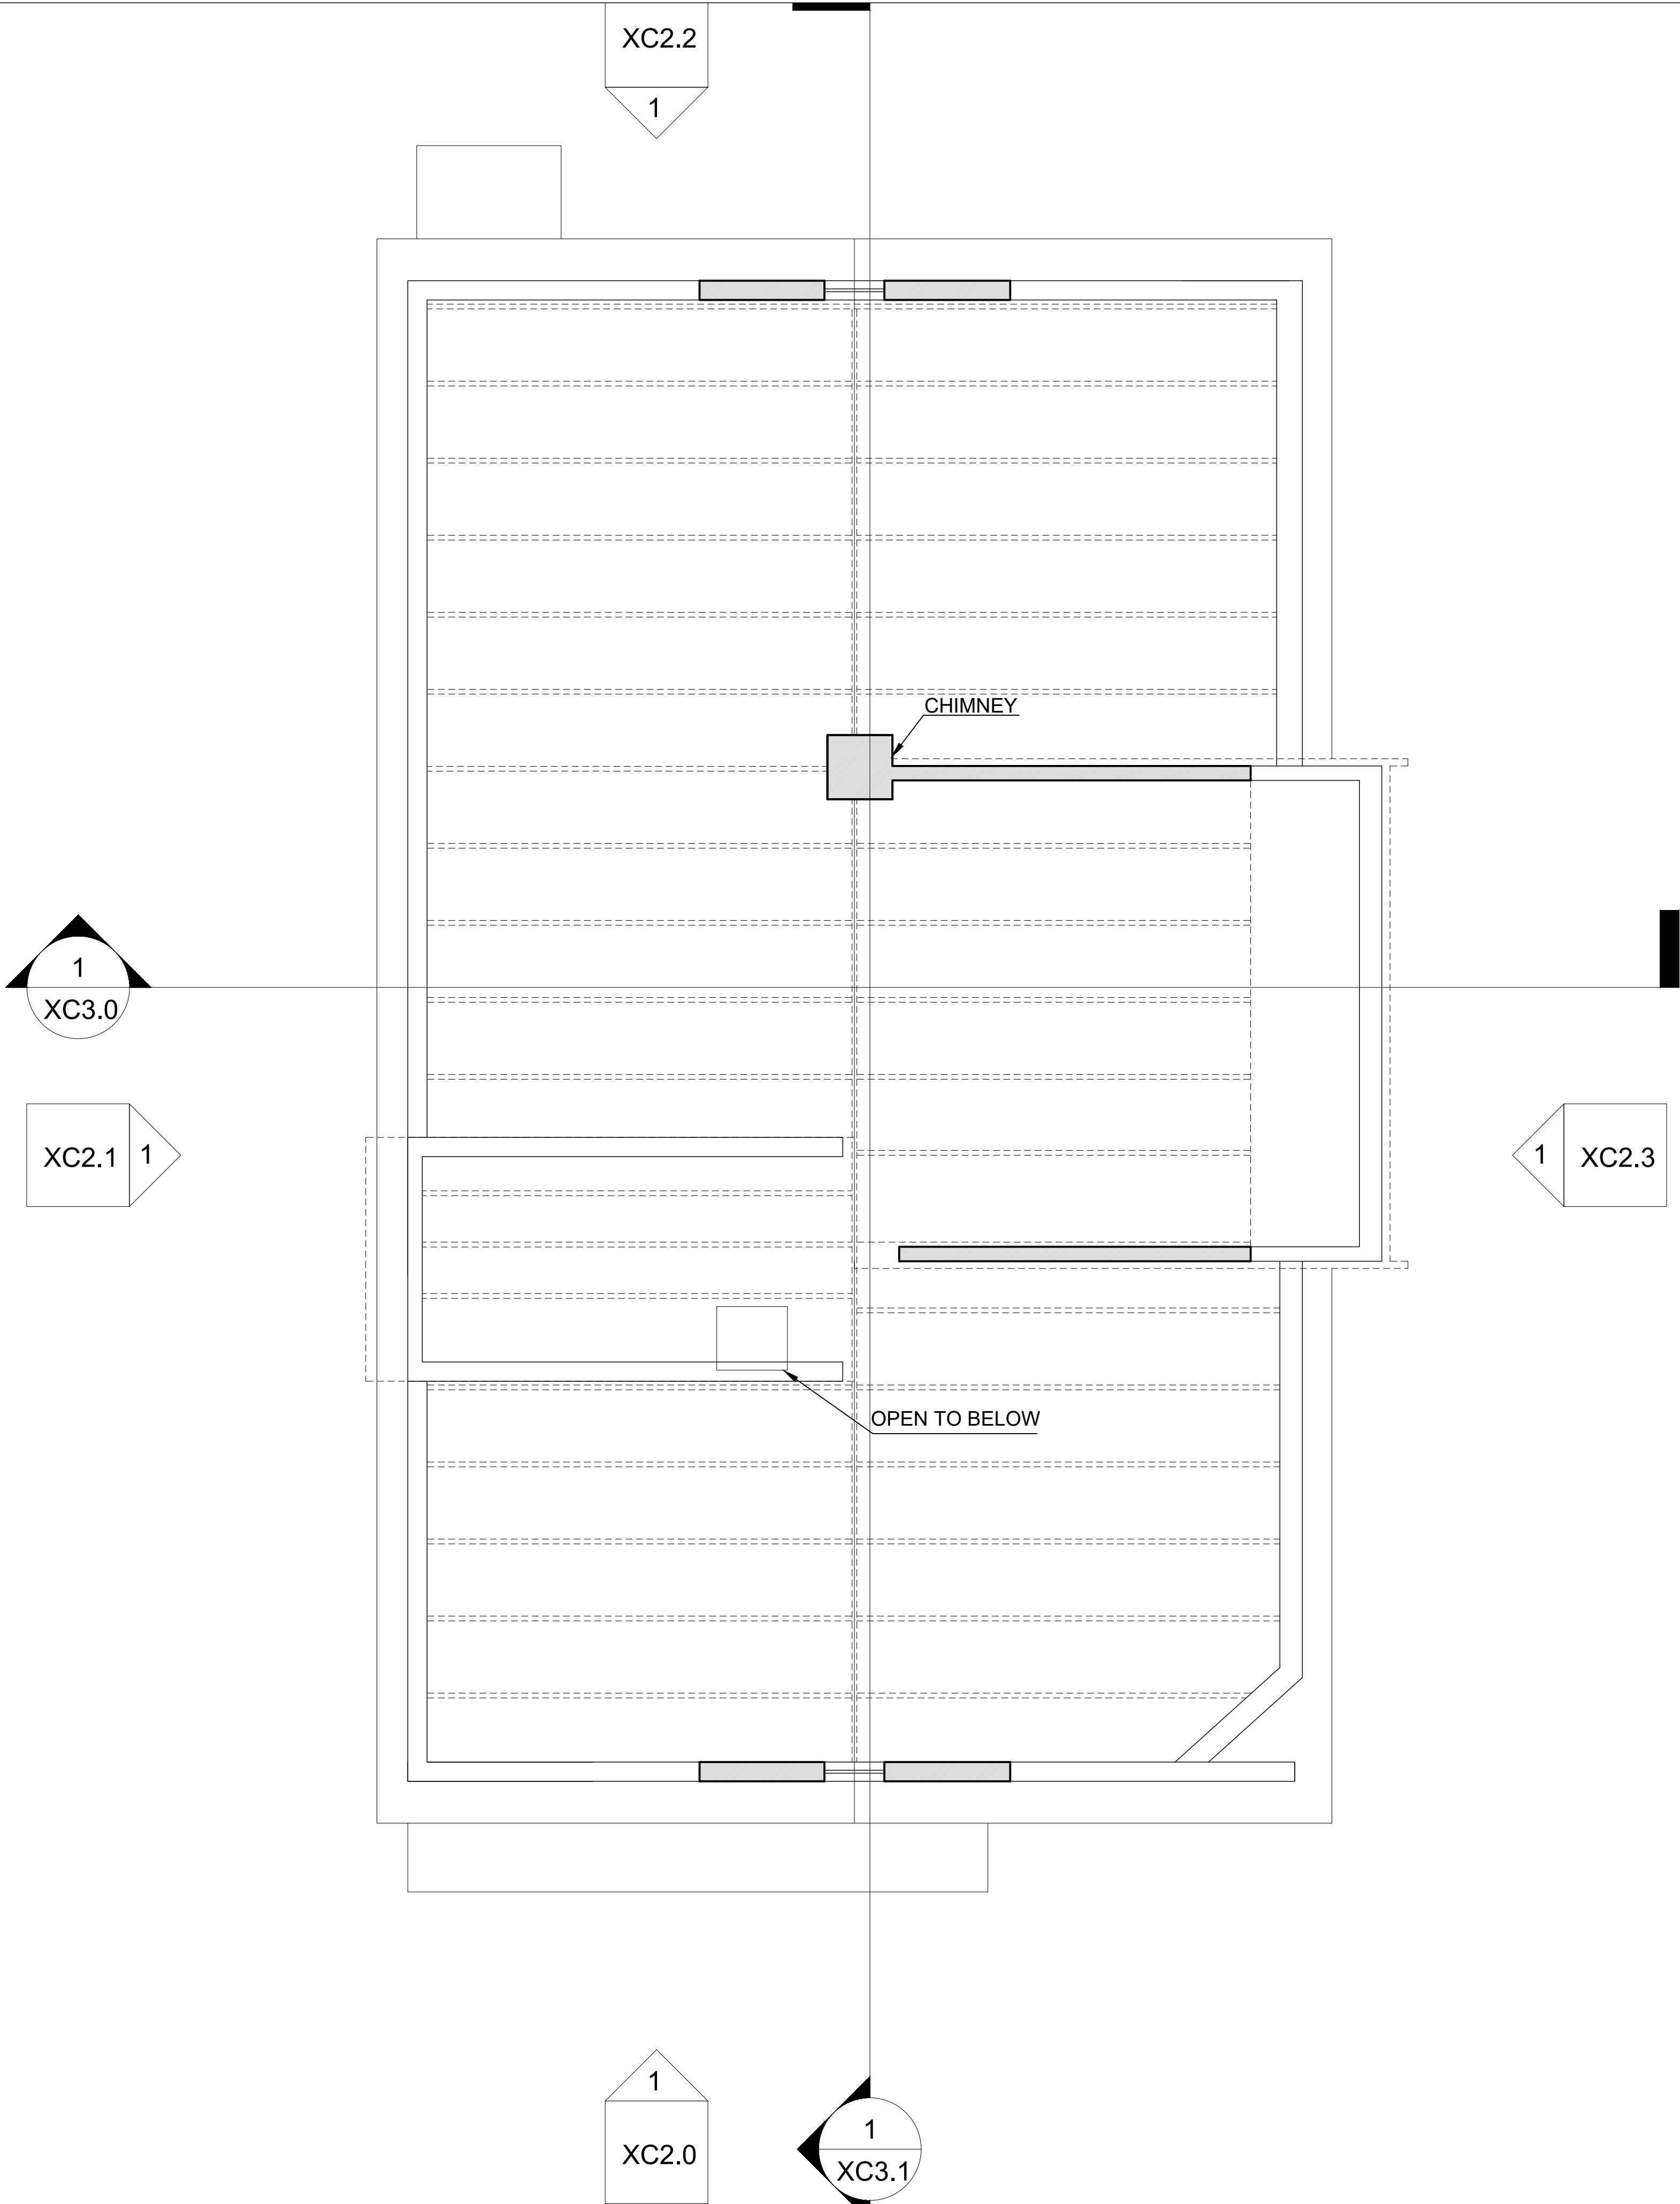 XC2.2
1
CHIMNEY
1
XC3.0
XC2.1
1
1
XC2.3
OPEN TO BELOW
1
XC2.0
1
XC3.1